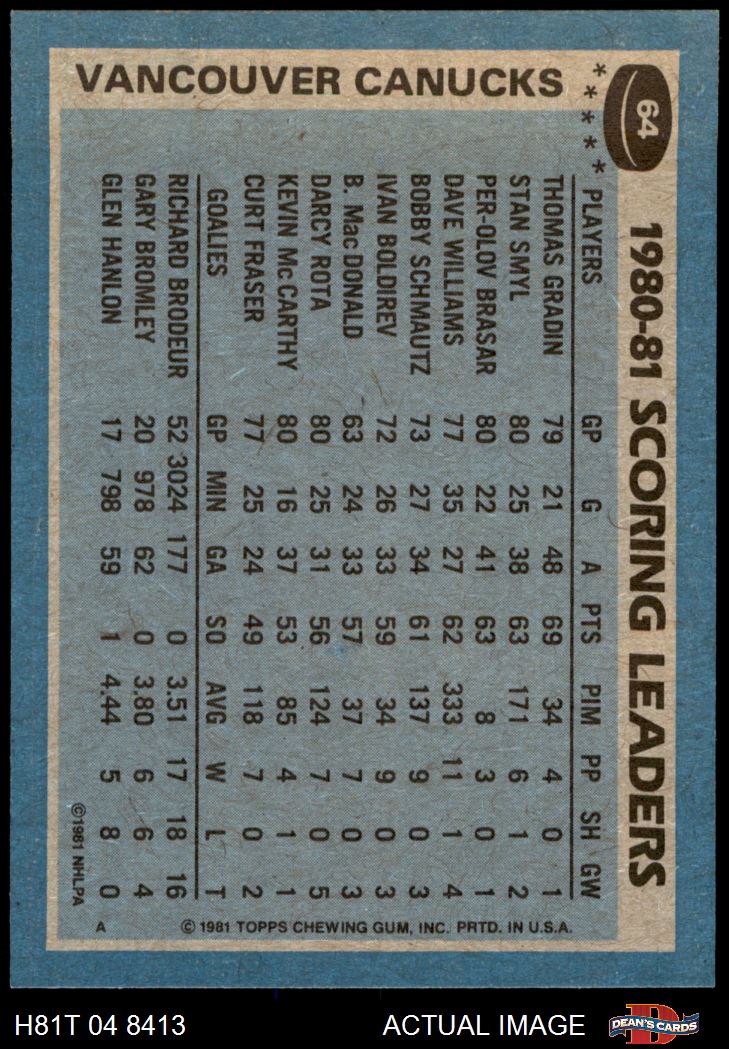 64
1980-81 SCORING LEADERS
VANCOUVER CANUCKS
★★★★★
PLAYERS GP G A PTS PIM PP SH GW
THOMAS GRADIN 79 21 48 69 34 4 0 1
STAN SMYL 80 25 38 63 171 6 1 2
PER-OLOV BRASAR 80 22 41 63 8 3 0 1
DAVE WILLIAMS 77 35 27 62 333 11 1 4
BOBBY SCHMAUTZ 73 27 34 61 137 9 0 3
IVAN BOLDIREV 72 26 33 59 34 9 0 3
B. Mac DONALD 63 24 33 57 37 7 0 3
DARCY ROTA 80 25 31 56 124 7 0 5
KEVIN Mc CARTHY 80 16 37 53 85 4 1 1
CURT FRASER 77 25 24 49 118 7 0 2
GOALIES GP MIN GA SO AVG W L T
RICHARD BRODEUR 52 3024 177 0 3.51 17 18 16
GARY BROMLEY 20 978 62 0 3.80 6 6 4
GLEN HANLON 17 798 59 1 4.44 5 8 0
©1981 NHLPA
A
© 1981 TOPPS CHEWING GUM, INC. PRTD. IN U.S.A.
H81T 04 8413
ACTUAL IMAGE
D
DEAN'S CARDS